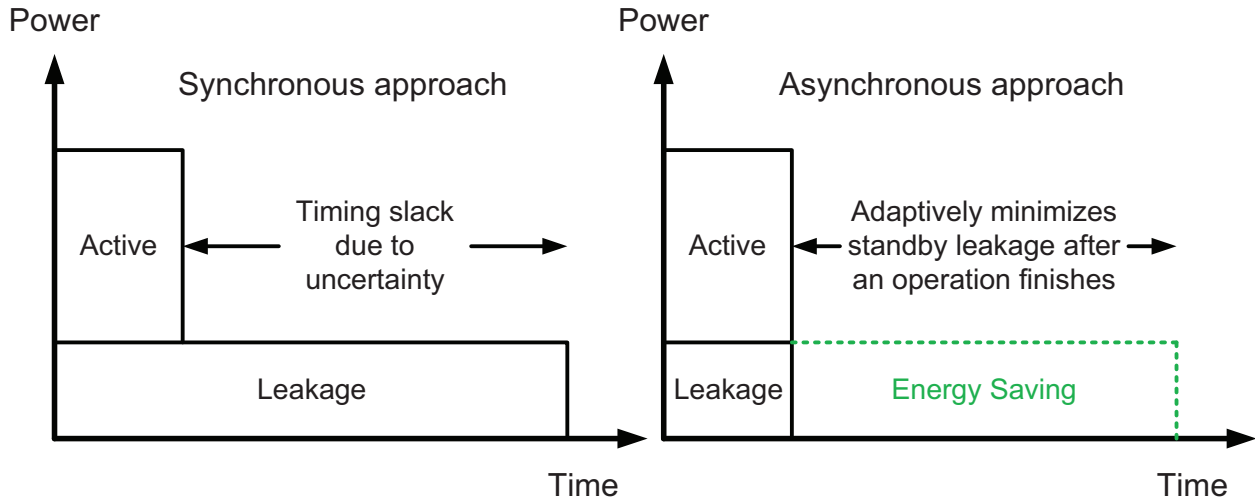 Power
Synchronous approach
Active
Timing slack
due to
uncertainty
Leakage
Time
Power
Asynchronous approach
Active
Adaptively minimizes
standby leakage after
an operation finishes
Leakage
Energy Saving
Time